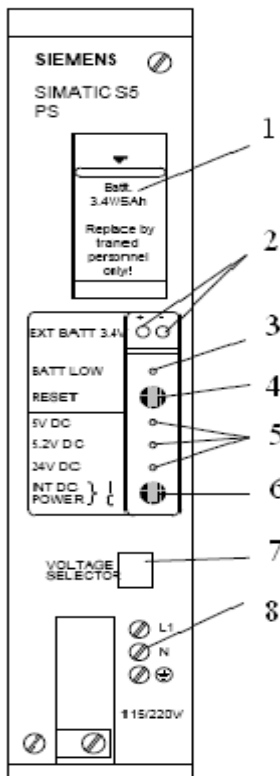 SIEMENS
SIMATIC S5
PS
1
Batt.
3.4V/5Ah
Replace by
trained
personnel
only!
2
EXT BATT 3.4V
+
3
BATT LOW
4
RESET
5V DC
5
5.2V DC
24V DC
INT DC
POWER
6
7
VOLTAGE
SELECTOR
8
L1
N
115/220V